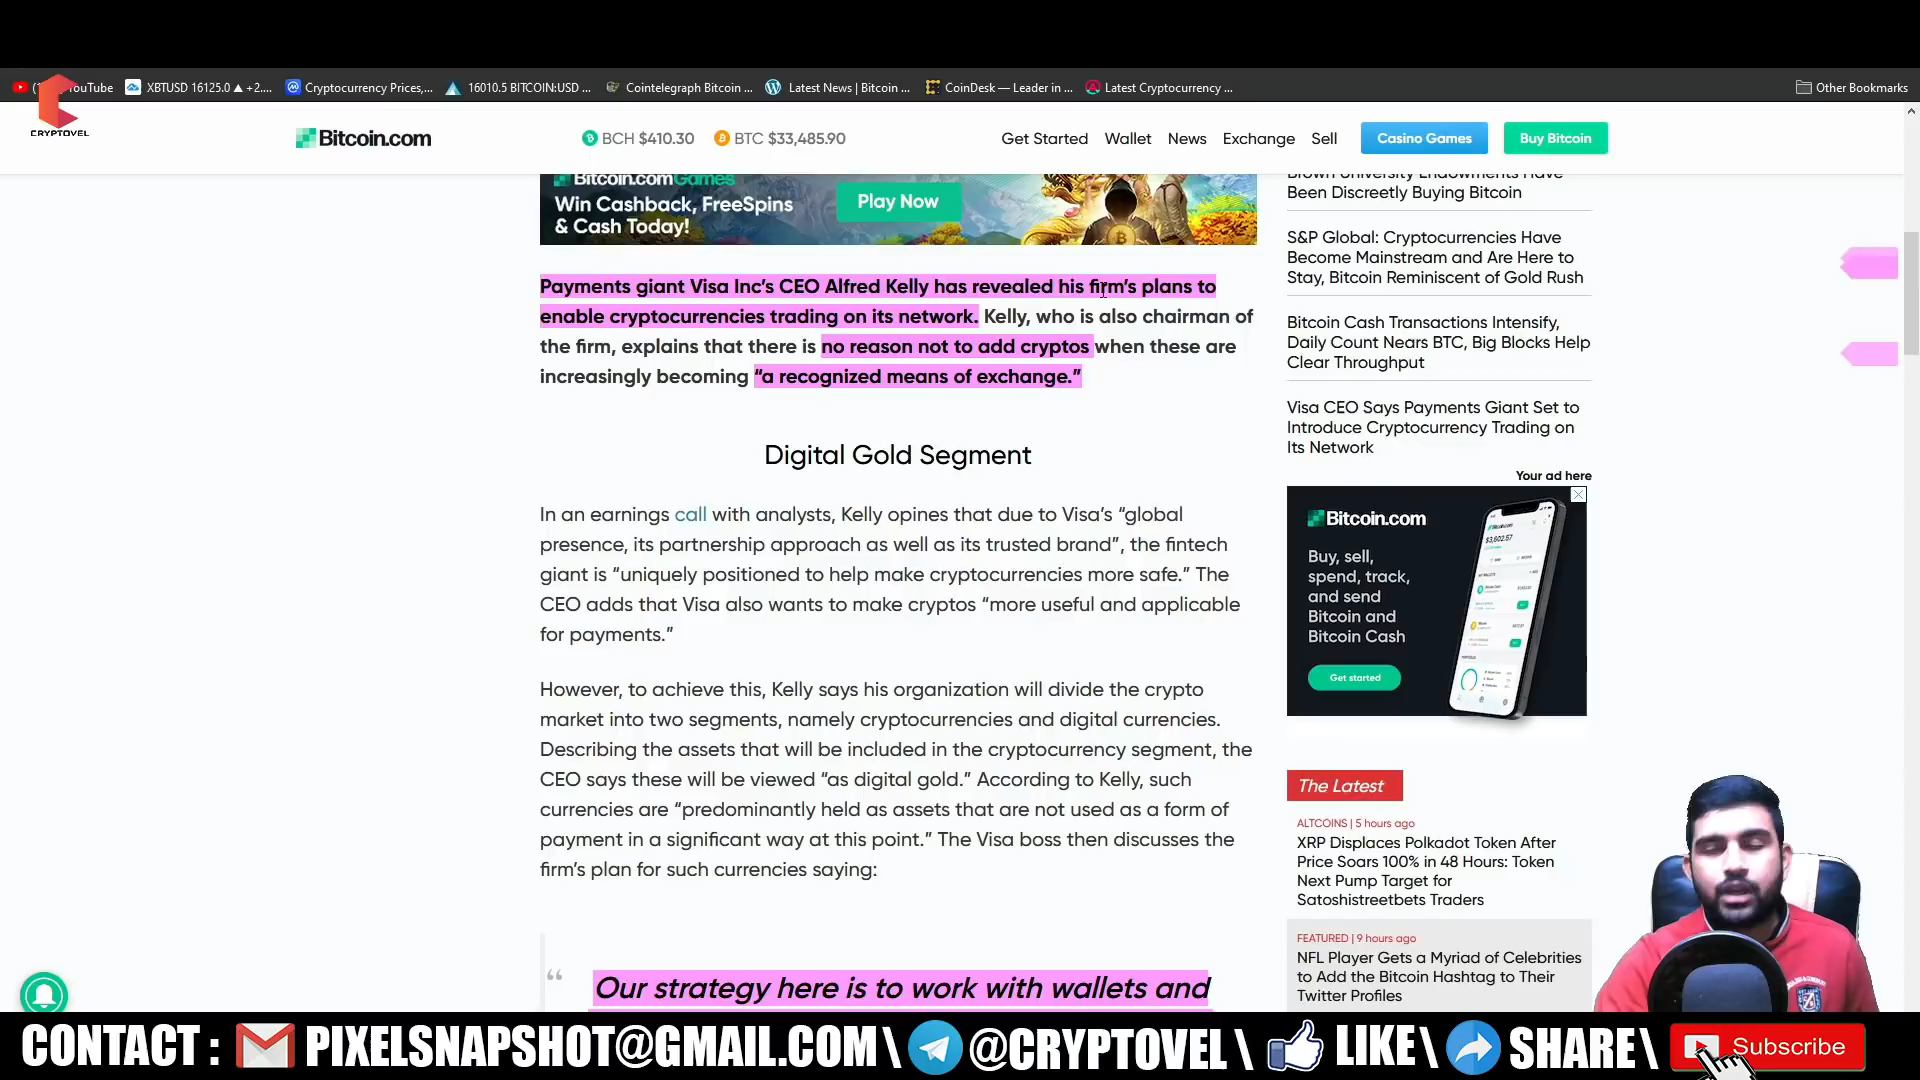 YouTube
XBTUSD 16125.0 ▲ +2....
Cryptocurrency Prices,...
16010.5 BITCOIN:USD ...
Cointelegraph Bitcoin ...
Latest News | Bitcoin ...
CoinDesk — Leader in ...
Latest Cryptocurrency ...
Other Bookmarks
CRYPTOVEL
Bitcoin.com
BCH $410.30
BTC $33,485.90
Get Started
Wallet
News
Exchange
Sell
Casino Games
Buy Bitcoin
Bitcoin.com Games
Win Cashback, FreeSpins
& Cash Today!
Play Now
Payments giant Visa Inc's CEO Alfred Kelly has revealed his firm's plans to
enable cryptocurrencies trading on its network. Kelly, who is also chairman of
the firm, explains that there is no reason not to add cryptos when these are
increasingly becoming “a recognized means of exchange.”
Digital Gold Segment
In an earnings call with analysts, Kelly opines that due to Visa's “global
presence, its partnership approach as well as its trusted brand”, the fintech
giant is “uniquely positioned to help make cryptocurrencies more safe.” The
CEO adds that Visa also wants to make cryptos “more useful and applicable
for payments.”
However, to achieve this, Kelly says his organization will divide the crypto
market into two segments, namely cryptocurrencies and digital currencies.
Describing the assets that will be included in the cryptocurrency segment, the
CEO says these will be viewed “as digital gold.” According to Kelly, such
currencies are “predominantly held as assets that are not used as a form of
payment in a significant way at this point.” The Visa boss then discusses the
firm's plan for such currencies saying:
“
Our strategy here is to work with wallets and
Brown University Endowments Have
Been Discreetly Buying Bitcoin
S&P Global: Cryptocurrencies Have
Become Mainstream and Are Here to
Stay, Bitcoin Reminiscent of Gold Rush
Bitcoin Cash Transactions Intensify,
Daily Count Nears BTC, Big Blocks Help
Clear Throughput
Visa CEO Says Payments Giant Set to
Introduce Cryptocurrency Trading on
Its Network
Your ad here
Bitcoin.com
Buy, sell,
spend, track,
and send
Bitcoin and
Bitcoin Cash
Get started
$3,602.57
The Latest
ALTCOINS | 5 hours ago
XRP Displaces Polkadot Token After
Price Soars 100% in 48 Hours: Token
Next Pump Target for
Satoshistreetbets Traders
FEATURED | 9 hours ago
NFL Player Gets a Myriad of Celebrities
to Add the Bitcoin Hashtag to Their
Twitter Profiles
CONTACT : PIXELSNAPSHOT@GMAIL.COM \ @CRYPTOVEL \ LIKE \ SHARE \ Subscribe